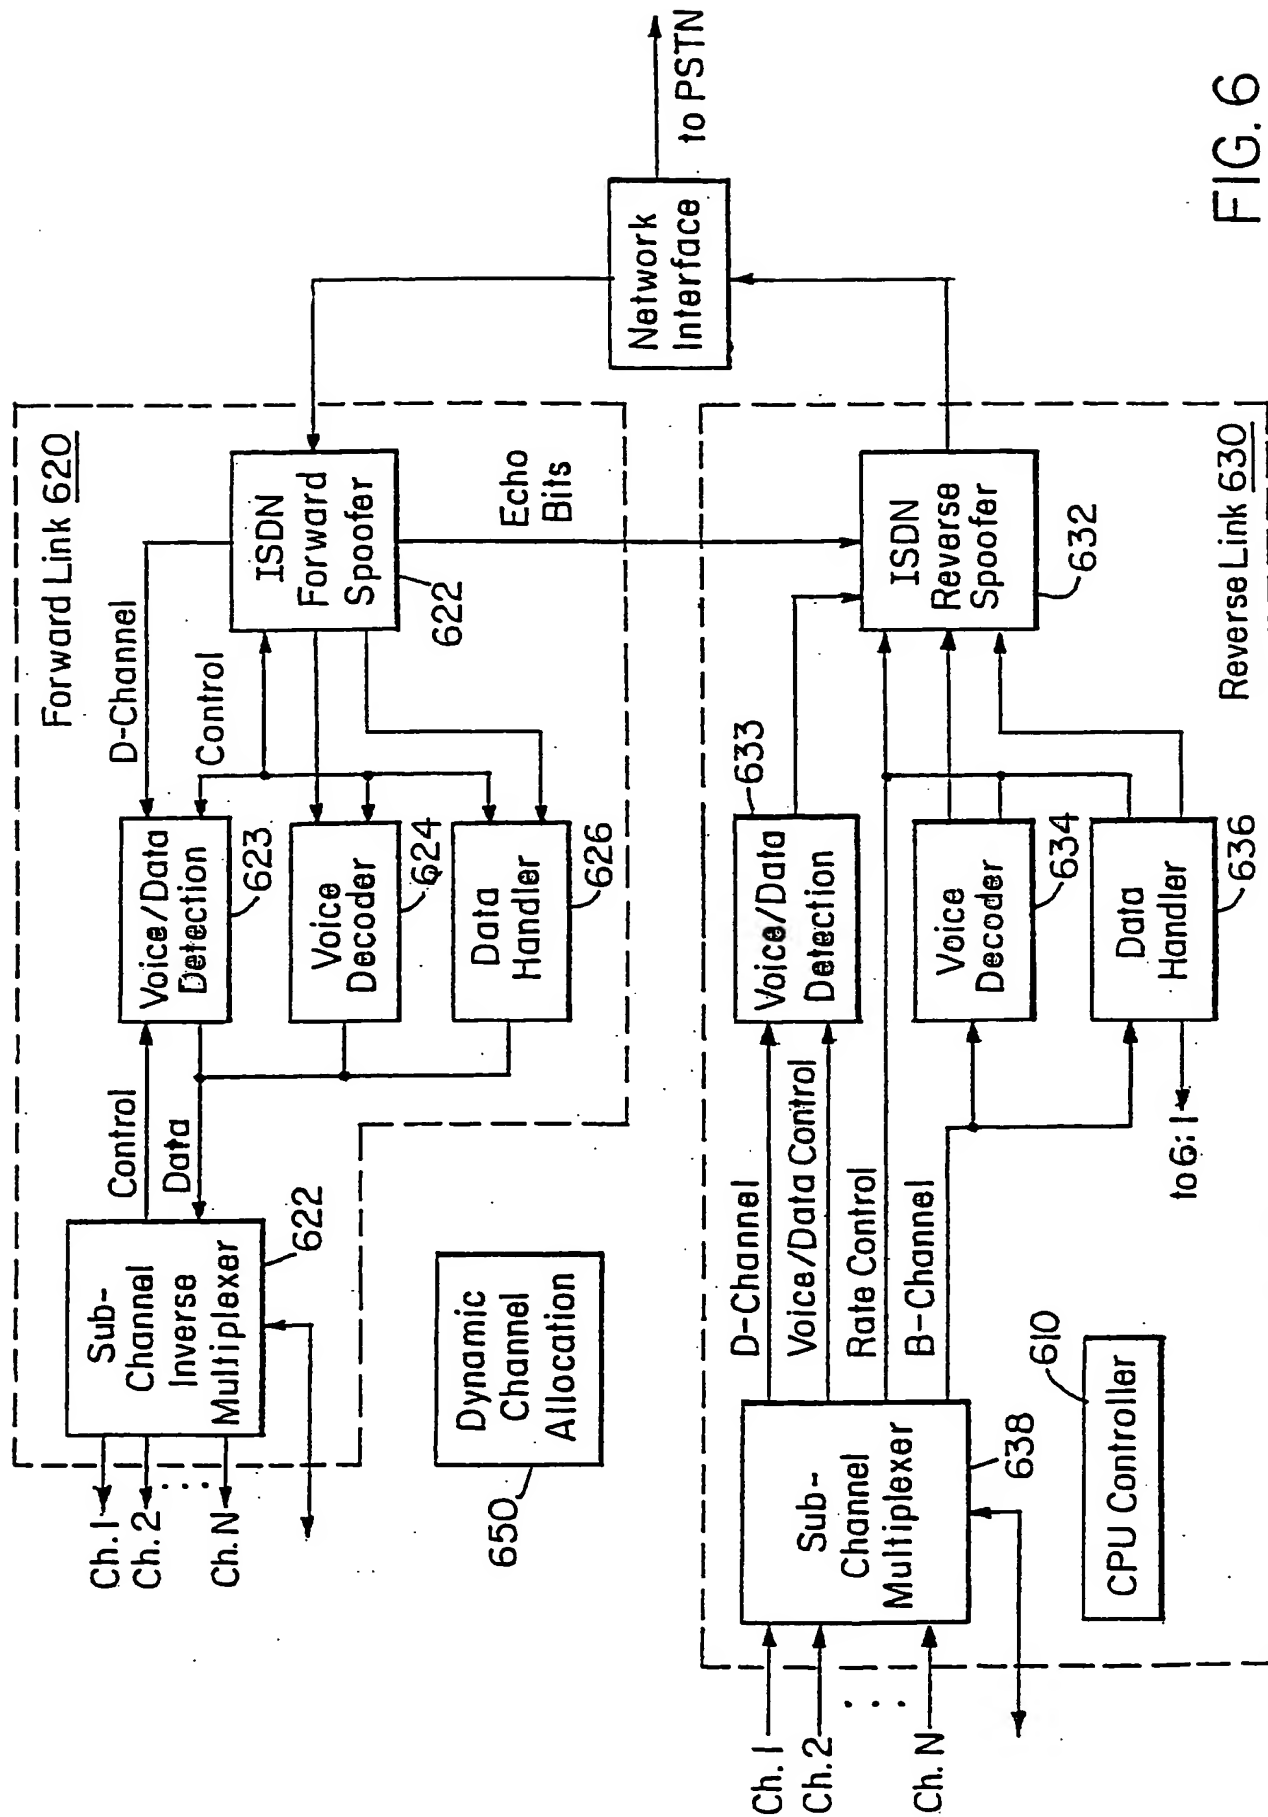 Forward Link 620
Ch. 1
Ch. 2
. . .
Ch. N
Sub-
Channel
Inverse
Multiplexer
622
Control
Data
Voice/Data
Detection
623
D-Channel
Control
Voice
Decoder
624
Data
Handler
626
ISDN
Forward
Spoofer
622
Echo
Bits
Network
Interface
to PSTN
Dynamic
Channel
Allocation
650
Reverse Link 630
Ch. 1
Ch. 2
. . .
Ch. N
Sub-
Channel
Multiplexer
638
D-Channel
Voice/Data Control
Rate Control
B-Channel
Voice/Data
Detection
633
Voice
Decoder
634
Data
Handler
636
to 6:1
ISDN
Reverse
Spoofer
632
CPU Controller
610
FIG. 6